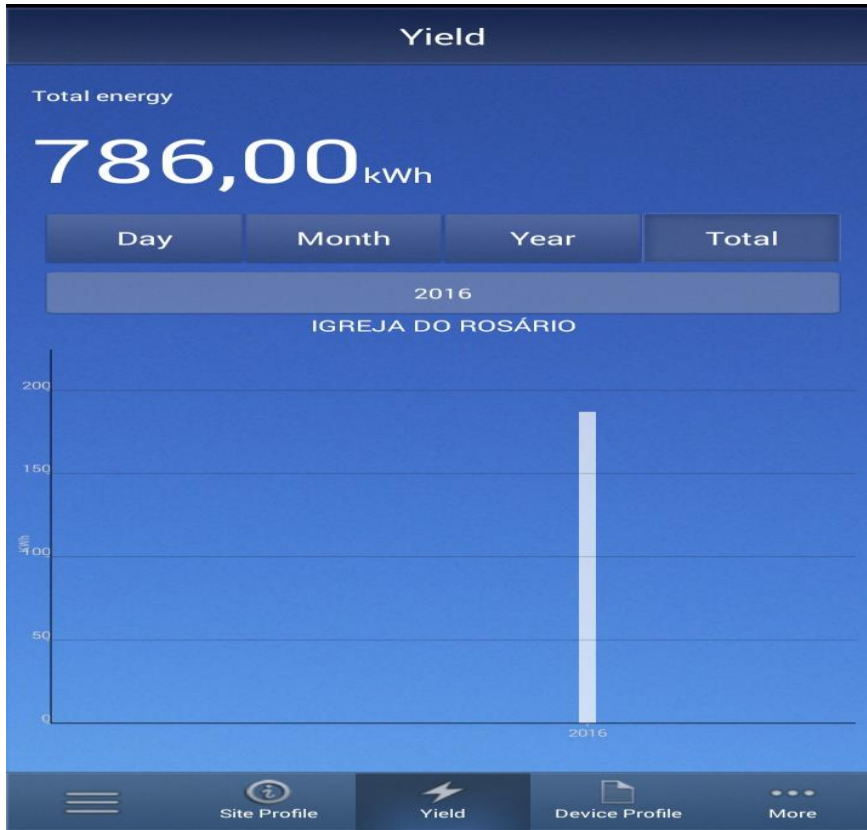 Yield
Total energy
786,00kWh
Day Month Year Total
2016
IGREJA DO ROSÁRIO
200
150
kWh
100
50
0
2016
Site Profile Yield Device Profile More